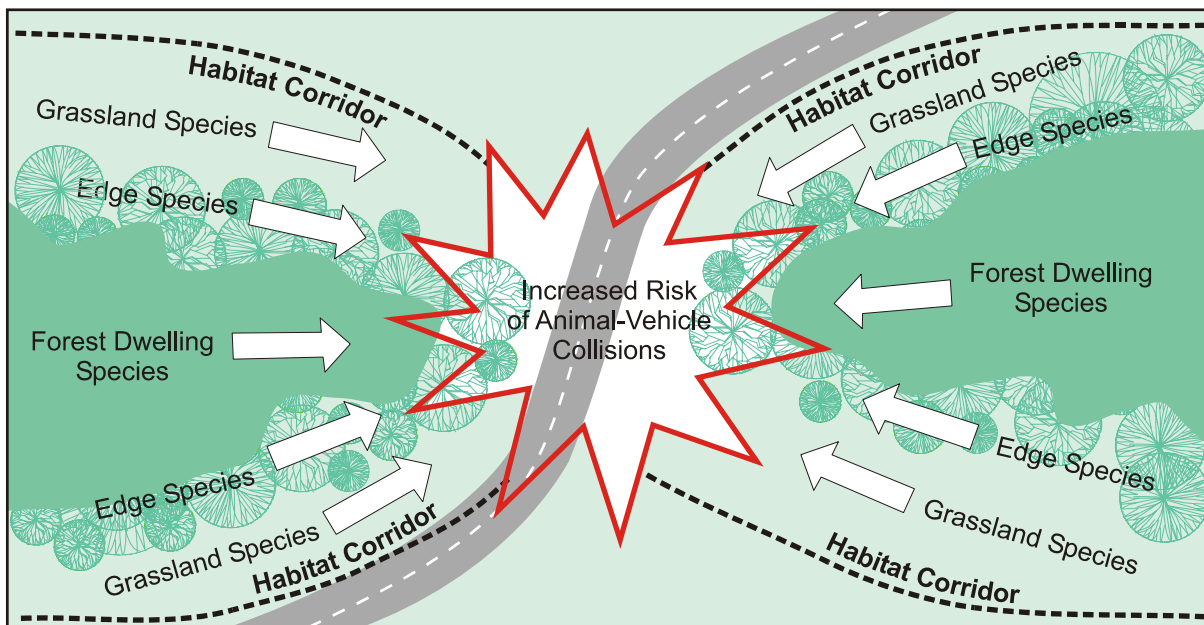 Habitat Corridor
Grassland Species
Edge Species
Forest Dwelling
Species
Edge Species
Grassland Species
Habitat Corridor
Increased Risk
of Animal-Vehicle
Collisions
Habitat Corridor
Grassland Species
Edge Species
Forest Dwelling
Species
Edge Species
Grassland Species
Habitat Corridor